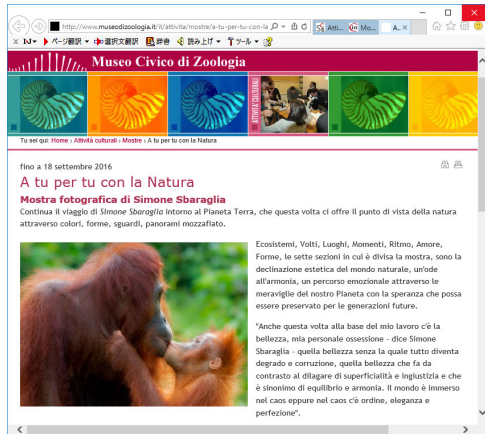 http://www.museodizoologia.it/it/attivita/mostre/a-tu-per-tu-con-la
Atti...
Mo...
A...
ページ翻訳
選択文翻訳
辞書
読み上げ
ツール
Museo Civico di Zoologia
ATTIVITÀ CULTURALI
Tu sei qui: Home › Attività culturali › Mostre › A tu per tu con la Natura
fino a 18 settembre 2016
A tu per tu con la Natura
Mostra fotografica di Simone Sbaraglia
Continua il viaggio di Simone Sbaraglia intorno al Pianeta Terra, che questa volta ci offre il punto di vista della natura
attraverso colori, forme, sguardi, panorami mozzafiato.
Ecosistemi, Volti, Luoghi, Momenti, Ritmo, Amore,
Forme, le sette sezioni in cui è divisa la mostra, sono la
declinazione estetica del mondo naturale, un'ode
all'armonia, un percorso emozionale attraverso le
meraviglie del nostro Pianeta con la speranza che possa
essere preservato per le generazioni future.
"Anche questa volta alla base del mio lavoro c'è la
bellezza, mia personale ossessione - dice Simone
Sbaraglia - quella bellezza senza la quale tutto diventa
degrado e corruzione, quella bellezza che fa da
contrasto al dilagare di superficialità e ingiustizia e che
è sinonimo di equilibrio e armonia. Il mondo è immerso
nel caos eppure nel caos c'è ordine, eleganza e
perfezione".